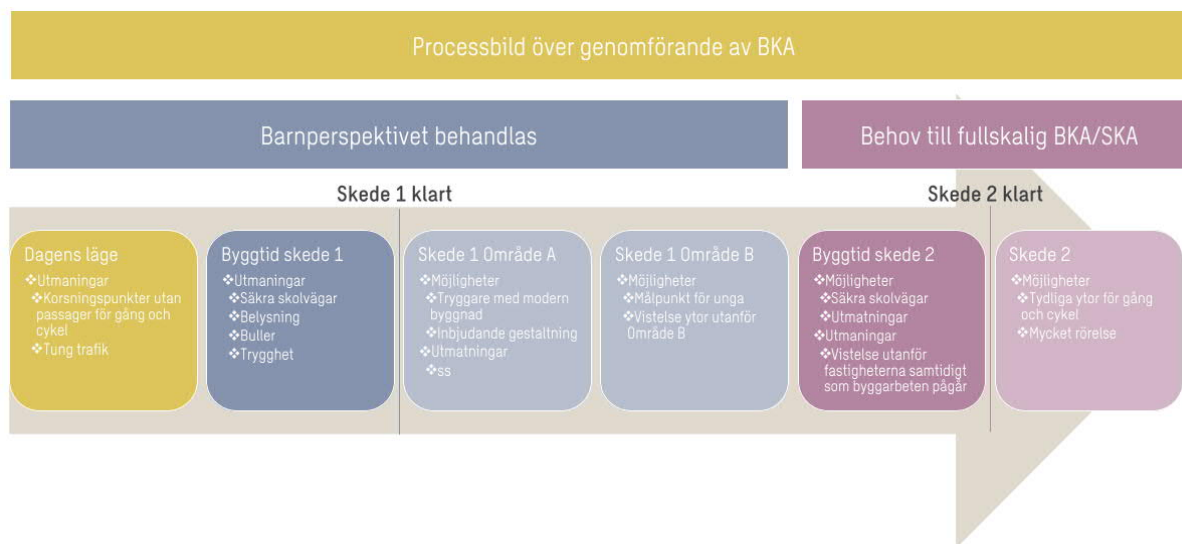 Processbild över genomförande av BKA
Barnperspektivet behandlas
Behov till fullskalig BKA/SKA
Skede 1 klart
Skede 2 klart
Dagens läge
❖Utmaningar
❖Korsningspunkter utan
passager för gång och
cykel
❖Tung trafik
Byggtid skede 1
❖Utmaningar
❖Säkra skolvägar
❖Belysning
❖Buller
❖Trygghet
Skede 1 Område A
❖Möjligheter
❖Tryggare med modern
byggnad
❖Inbjudande gestaltning
❖Utmatningar
❖ss
Skede 1 Område B
❖Möjligheter
❖Målpunkt för unga
❖Vistelse ytor utanför
Område B
Byggtid skede 2
❖Möjligheter
❖Säkra skolvägar
❖Utmatningar
❖Utmaningar
❖Vistelse utanför
fastigheterna samtidigt
som byggarbeten pågår
Skede 2
❖Möjligheter
❖Tydliga ytor för gång
och cykel
❖Mycket rörelse